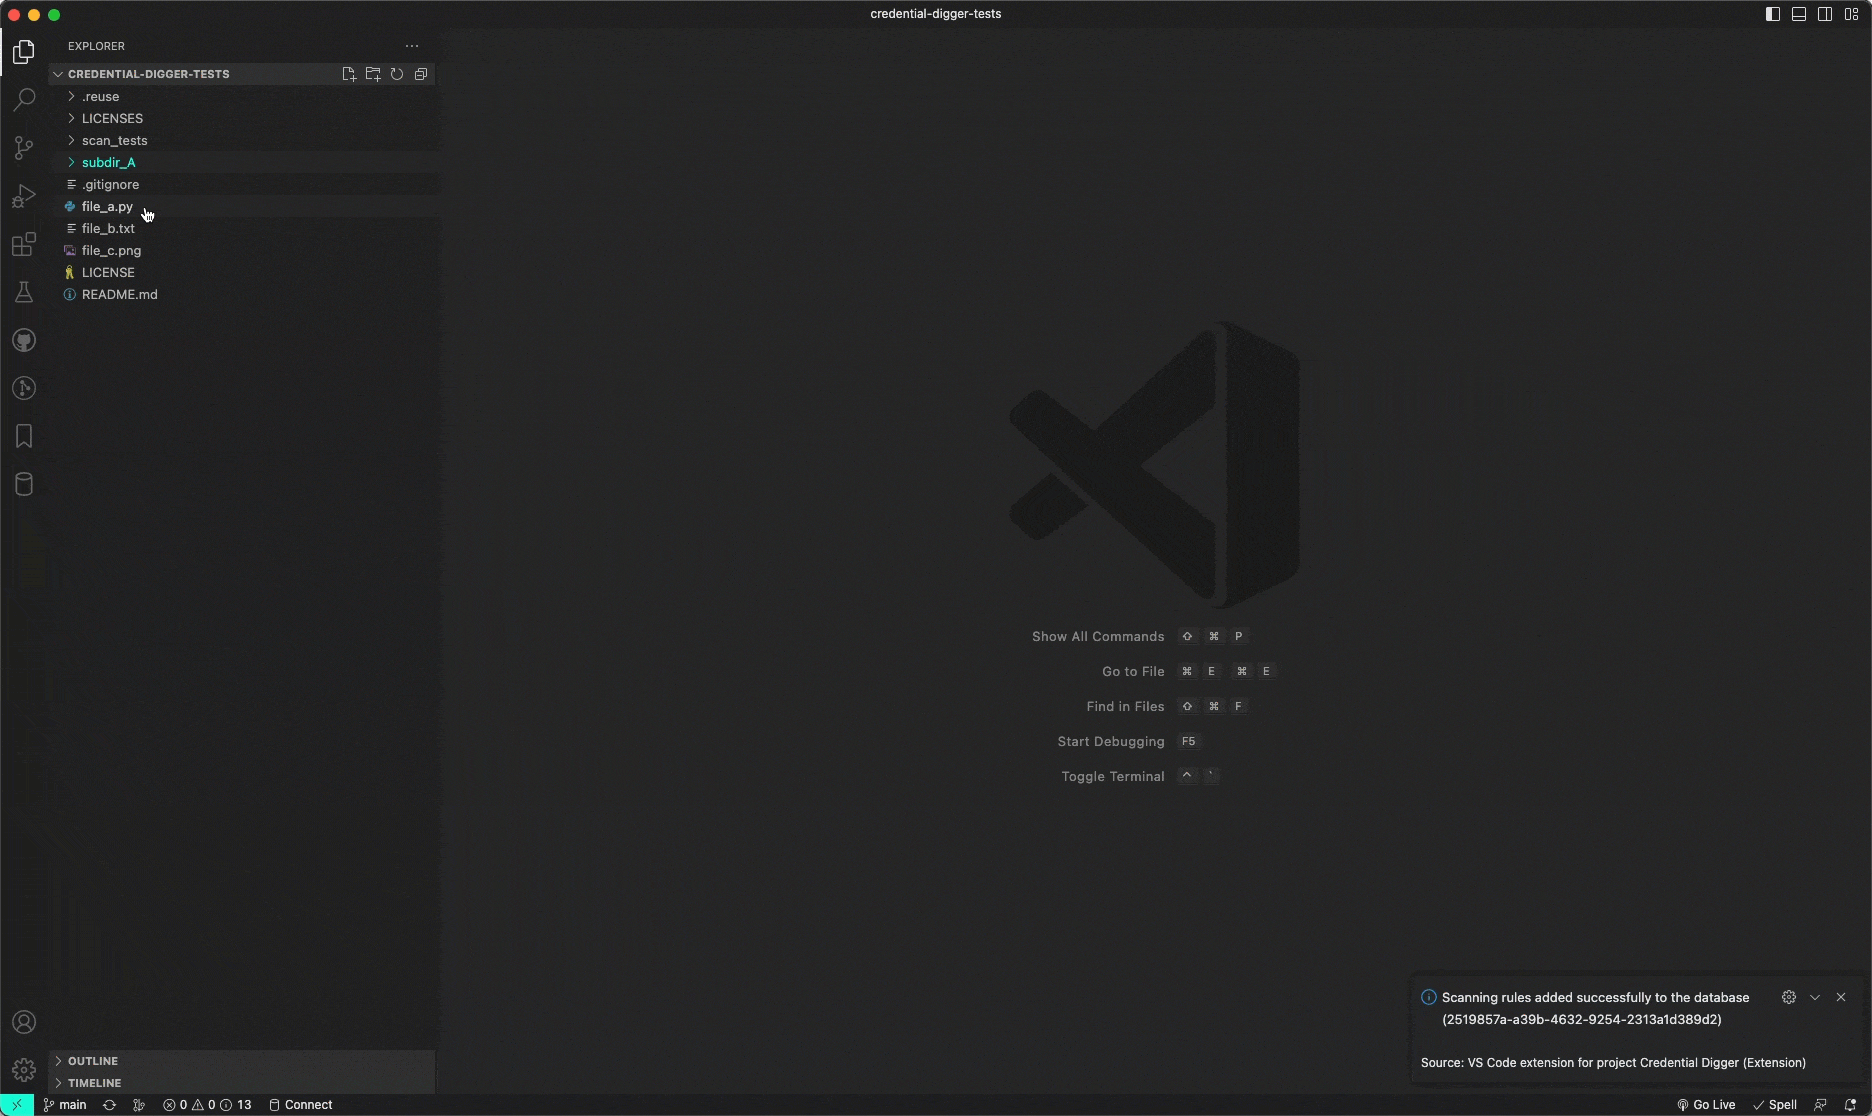 credential-digger-tests
EXPLORER
CREDENTIAL-DIGGER-TESTS
.reuse
LICENSES
scan_tests
subdir_A
.gitignore
file_a.py
file_b.txt
file_c.png
LICENSE
README.md
Show All Commands ⇧ ⌘ P
Go to File ⌘ E ⌘ E
Find in Files ⇧ ⌘ F
Start Debugging F5
Toggle Terminal ^ `
Scanning rules added successfully to the database
(2519857a-a39b-4632-9254-2313a1d389d2)
Source: VS Code extension for project Credential Digger (Extension)
OUTLINE
TIMELINE
main 0 0 13 Connect Go Live Spell